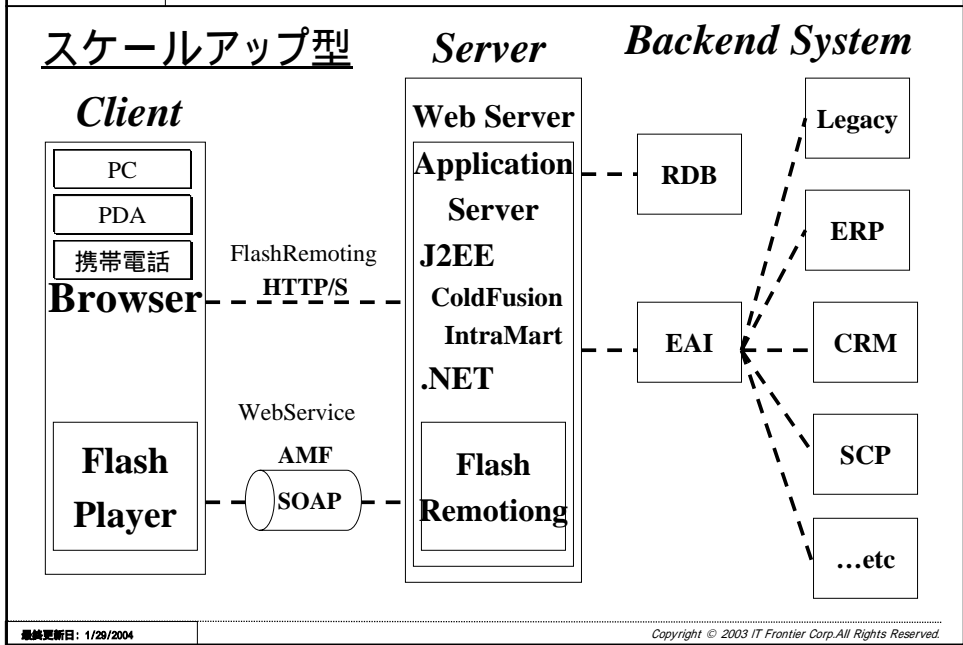 スケールアップ型
Server
Backend System
Client
PC
PDA
携帯電話
Browser
Flash
Player
FlashRemoting
HTTP/S
WebService
AMF
SOAP
Web Server
Application
Server
J2EE
ColdFusion
IntraMart
.NET
Flash
Remotiong
RDB
EAI
Legacy
ERP
CRM
SCP
…etc
最終更新日: 1/29/2004
Copyright © 2003 IT Frontier Corp.All Rights Reserved.